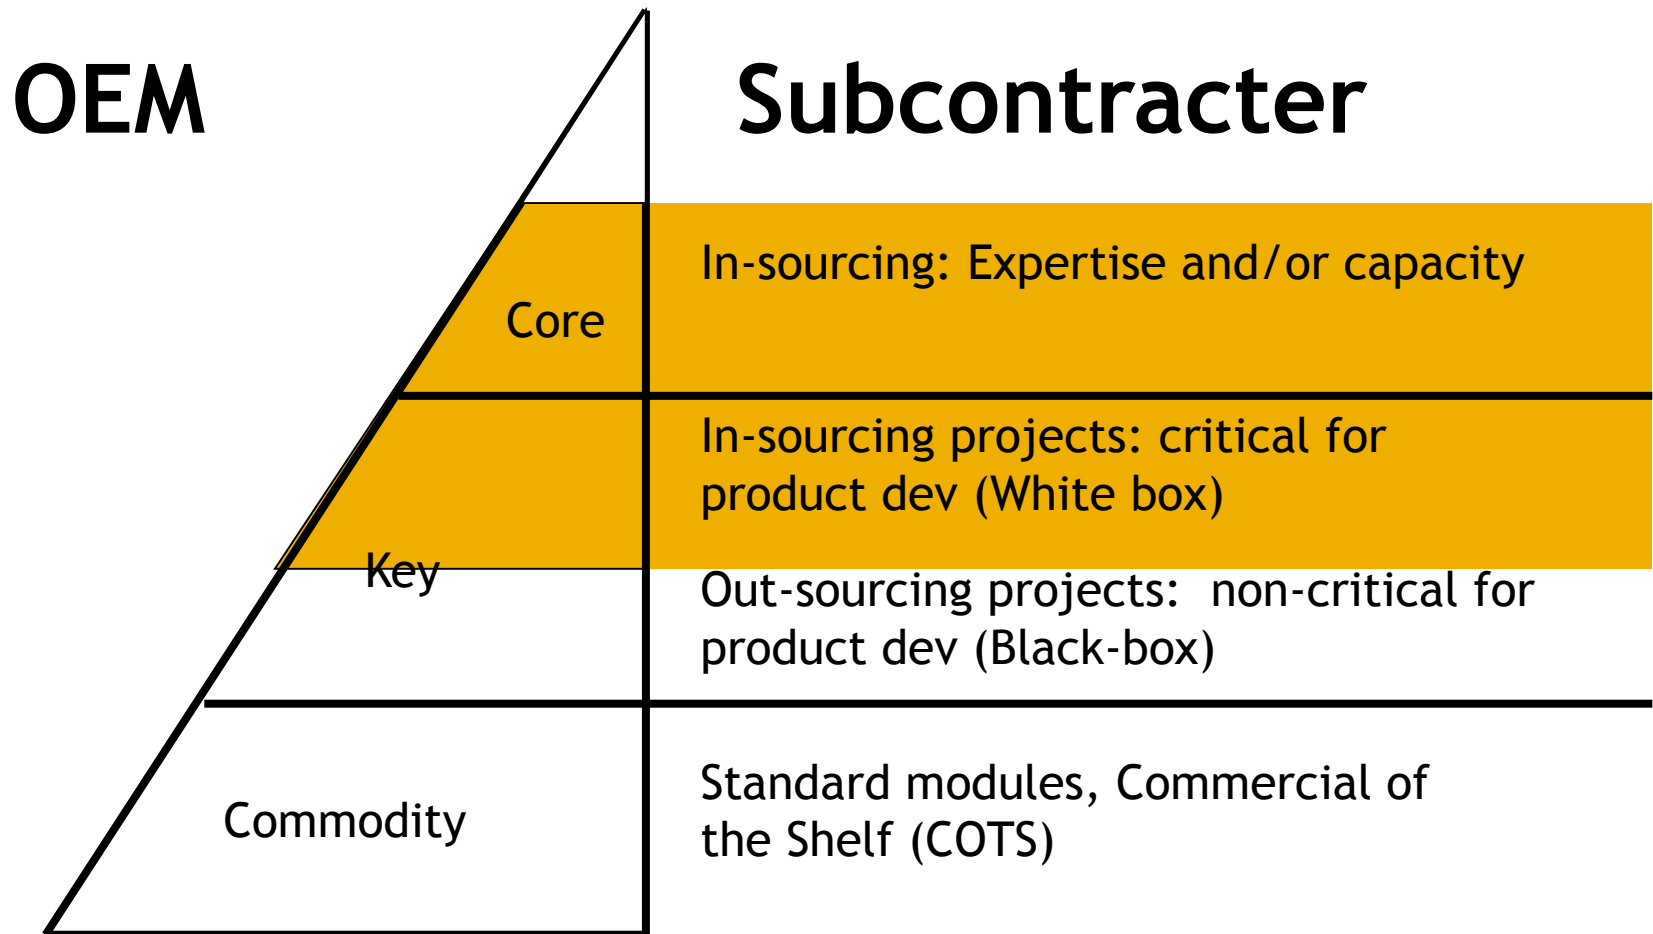 OEM
Subcontracter
In-sourcing: Expertise and/or capacity
Core
In-sourcing projects: critical for
product dev (White box)
Key
Out-sourcing projects:  non-critical for
product dev (Black-box)
Commodity
Standard modules, Commercial of
the Shelf (COTS)